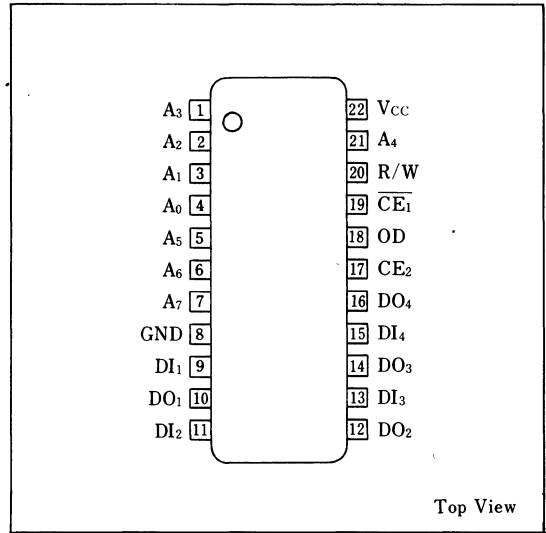 A₃ 1 22 Vcc
A₂ 2 21 A₄
A₁ 3 20 R/W
A₀ 4 19 C̅E̅₁̅
A₅ 5 18 OD
A₆ 6 17 CE₂
A₇ 7 16 DO₄
GND 8 15 DI₄
DI₁ 9 14 DO₃
DO₁ 10 13 DI₃
DI₂ 11 12 DO₂
Top View